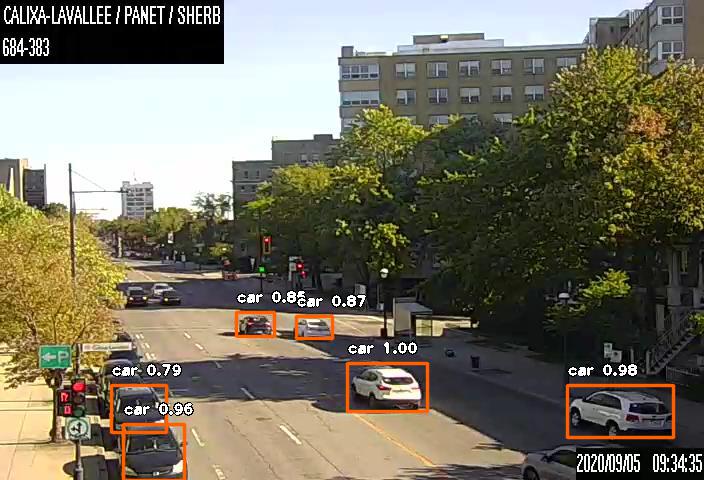 CALIXA-LAVALLEE / PANET / SHERB
684-383
car 0.85
car 0.87
car 1.00
car 0.79
car 0.98
car 0.96
P
2020/09/05 09:34:35